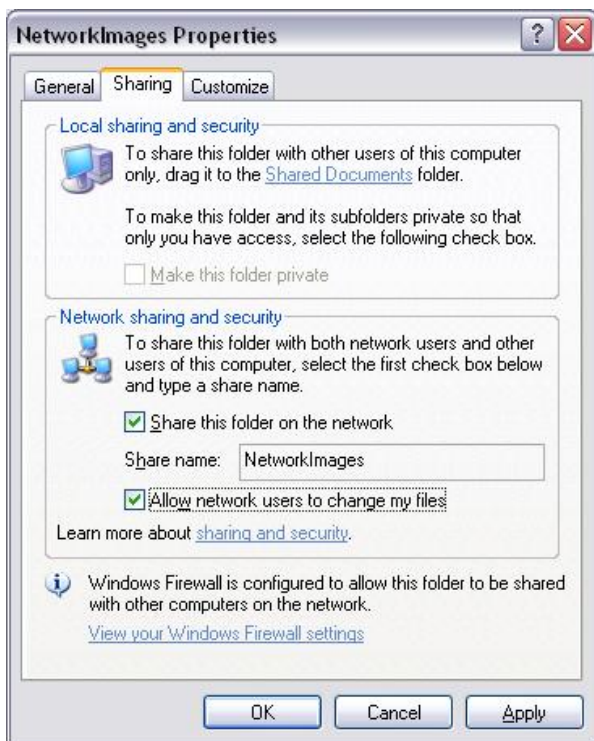 NetworkImages Properties
General Sharing Customize
Local sharing and security
To share this folder with other users of this computer
only, drag it to the Shared Documents folder.
To make this folder and its subfolders private so that
only you have access, select the following check box.
Make this folder private
Network sharing and security
To share this folder with both network users and other
users of this computer, select the first check box below
and type a share name.
Share this folder on the network
Share name: NetworkImages
Allow network users to change my files
Learn more about sharing and security.
Windows Firewall is configured to allow this folder to be shared
with other computers on the network.
View your Windows Firewall settings
OK Cancel Apply